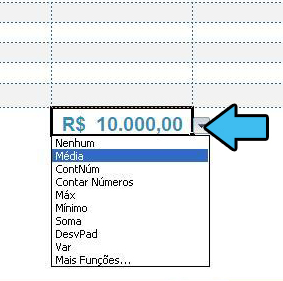 R$ 10.000,00
Nenhum
Média
ContNúm
Contar Números
Máx
Mínimo
Soma
DesvPad
Var
Mais Funções...